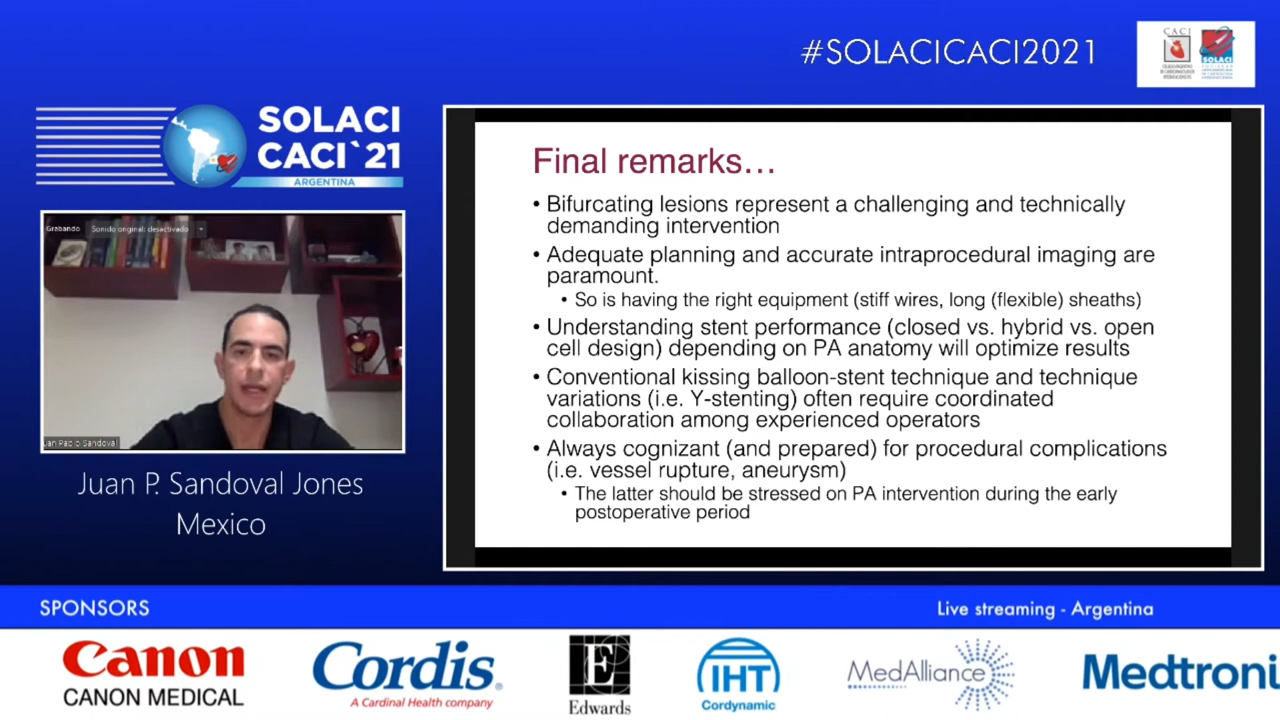 #SOLACICACI2021
CACI
SOLACI
SOLACI
CACI`21
ARGENTINA
Grabando
Sonido original: desactivado
uan Pablo Sandoval
Juan P. Sandoval Jones
Mexico
Final remarks…
• Bifurcating lesions represent a challenging and technically
demanding intervention
• Adequate planning and accurate intraprocedural imaging are
paramount.
• So is having the right equipment (stiff wires, long (flexible) sheaths)
• Understanding stent performance (closed vs. hybrid vs. open
cell design) depending on PA anatomy will optimize results
• Conventional kissing balloon-stent technique and technique
variations (i.e. Y-stenting) often require coordinated
collaboration among experienced operators
• Always cognizant (and prepared) for procedural complications
(i.e. vessel rupture, aneurysm)
• The latter should be stressed on PA intervention during the early
postoperative period
SPONSORS
Live streaming - Argentina
Canon
CANON MEDICAL
Cordis®
A Cardinal Health company
E
Edwards
IHT
Cordynamic
MedAlliance
Medtroni